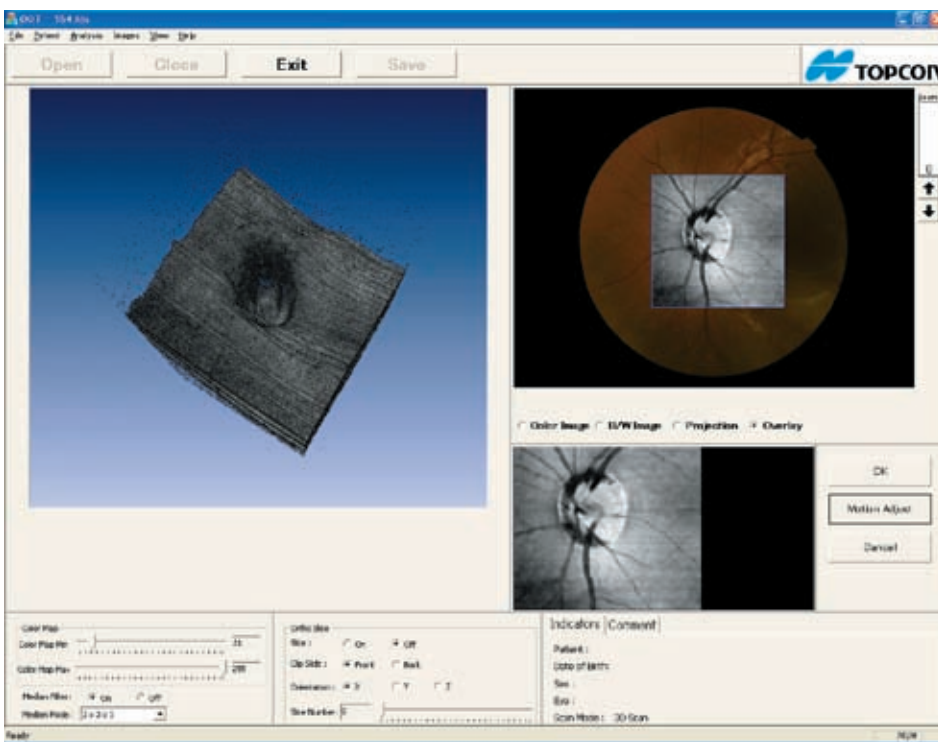 File Patient Analysis Images View Help
Open Close Exit Save
TOPCON
Color Image B/W Image Projection Overlay
OK
Motion Adjust
Cancel
Color Map
Color Map Min
Color Map Max
Median Filter: On Off
Median Mode:
Ortho Slice
Slice: On Off
Clip Side: Front Back
Orientation: X Y Z
Slice Number:
Indicators Comment
Patient:
Date of Birth:
Sex:
Eye:
Scan Mode: 3D Scan
Ready
NUM